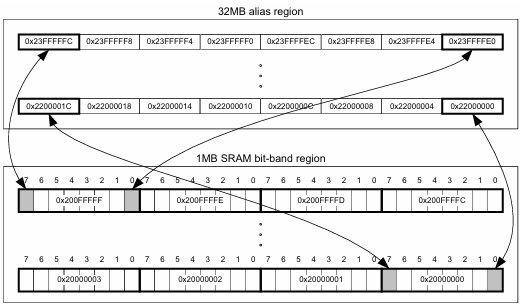 32MB alias region
0x23FFFFFC 0x23FFFFF8 0x23FFFFF4 0x23FFFFF0 0x23FFFFEC 0x23FFFFE8 0x23FFFFE4 0x23FFFFE0
0x2200001C 0x22000018 0x22000014 0x22000010 0x2200000C 0x22000008 0x22000004 0x22000000
1MB SRAM bit-band region
7 6 5 4 3 2 1 0 7 6 5 4 3 2 1 0 7 6 5 4 3 2 1 0 7 6 5 4 3 2 1 0
0x200FFFFF 0x200FFFFE 0x200FFFFD 0x200FFFFC
7 6 5 4 3 2 1 0 7 6 5 4 3 2 1 0 7 6 5 4 3 2 1 0 7 6 5 4 3 2 1 0
0x20000003 0x20000002 0x20000001 0x20000000